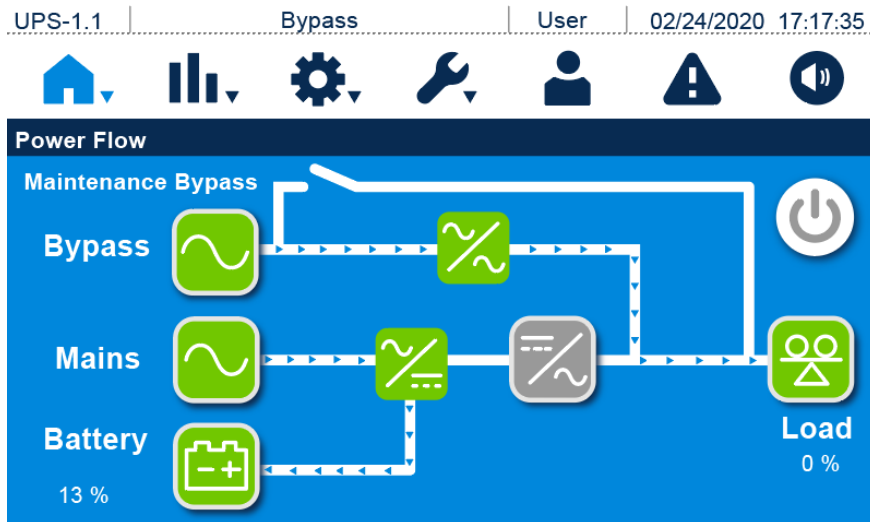 UPS-1.1 Bypass User 02/24/2020 17:17:35
Power Flow
Maintenance Bypass
Bypass
Mains
Battery
13 %
Load
0 %